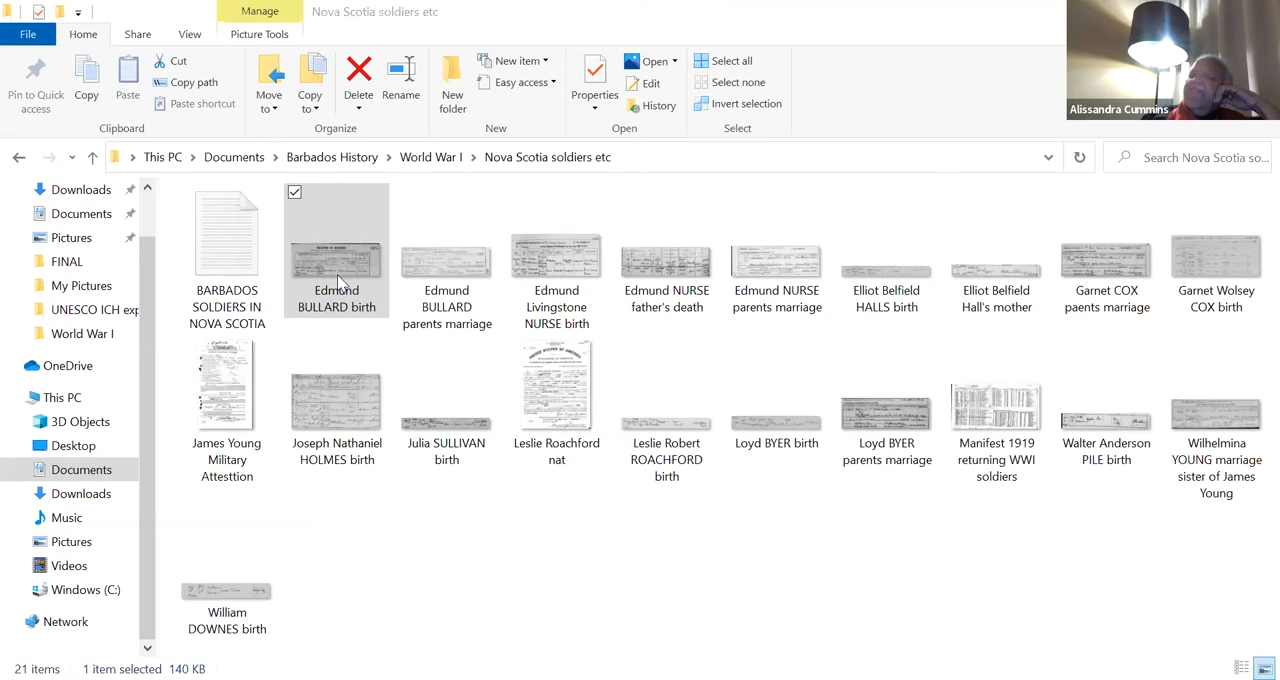 Manage
Nova Scotia soldiers etc
File
Home
Share
View
Picture Tools
Pin to Quick
access
Copy
Paste
Cut
Copy path
Paste shortcut
Clipboard
Move
to
Copy
to
Delete
Rename
Organize
New
folder
New item
Easy access
New
Properties
Open
Edit
History
Open
Select all
Select none
Invert selection
Select
Alissandra Cummins
This PC
Documents
Barbados History
World War I
Nova Scotia soldiers etc
Search Nova Scotia so...
Downloads
Documents
Pictures
FINAL
My Pictures
UNESCO ICH exp
World War I
OneDrive
This PC
3D Objects
Desktop
Documents
Downloads
Music
Pictures
Videos
Windows (C:)
Network
BARBADOS
SOLDIERS IN
NOVA SCOTIA
Edmund
BULLARD birth
Edmund
BULLARD
parents marriage
Edmund
Livingstone
NURSE birth
Edmund NURSE
father's death
Edmund NURSE
parents marriage
Elliot Belfield
HALLS birth
Elliot Belfield
Hall's mother
Garnet COX
paents marriage
Garnet Wolsey
COX birth
James Young
Military
Attesttion
Joseph Nathaniel
HOLMES birth
Julia SULLIVAN
birth
Leslie Roachford
nat
Leslie Robert
ROACHFORD
birth
Loyd BYER birth
Loyd BYER
parents marriage
Manifest 1919
returning WWI
soldiers
Walter Anderson
PILE birth
Wilhelmina
YOUNG marriage
sister of James
Young
William
DOWNES birth
21 items
1 item selected
140 KB